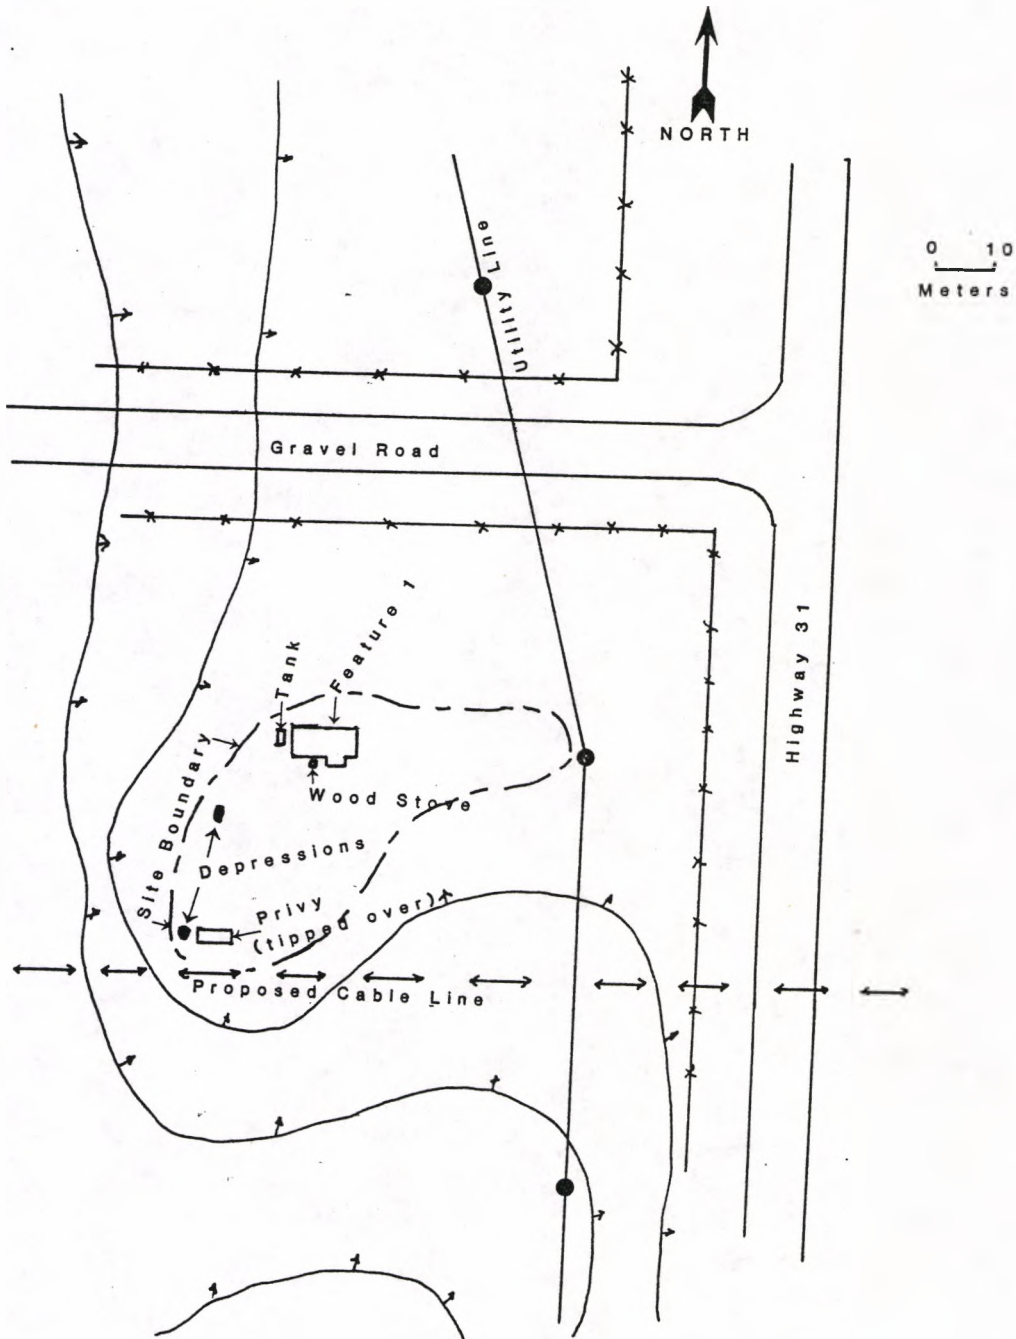 NORTH
0 10
Meters
Utility Line
Gravel Road
Highway 31
Feature 1
Tank
Wood Stove
Site Boundary
Depressions
Privy
(tipped over)
Proposed Cable Line